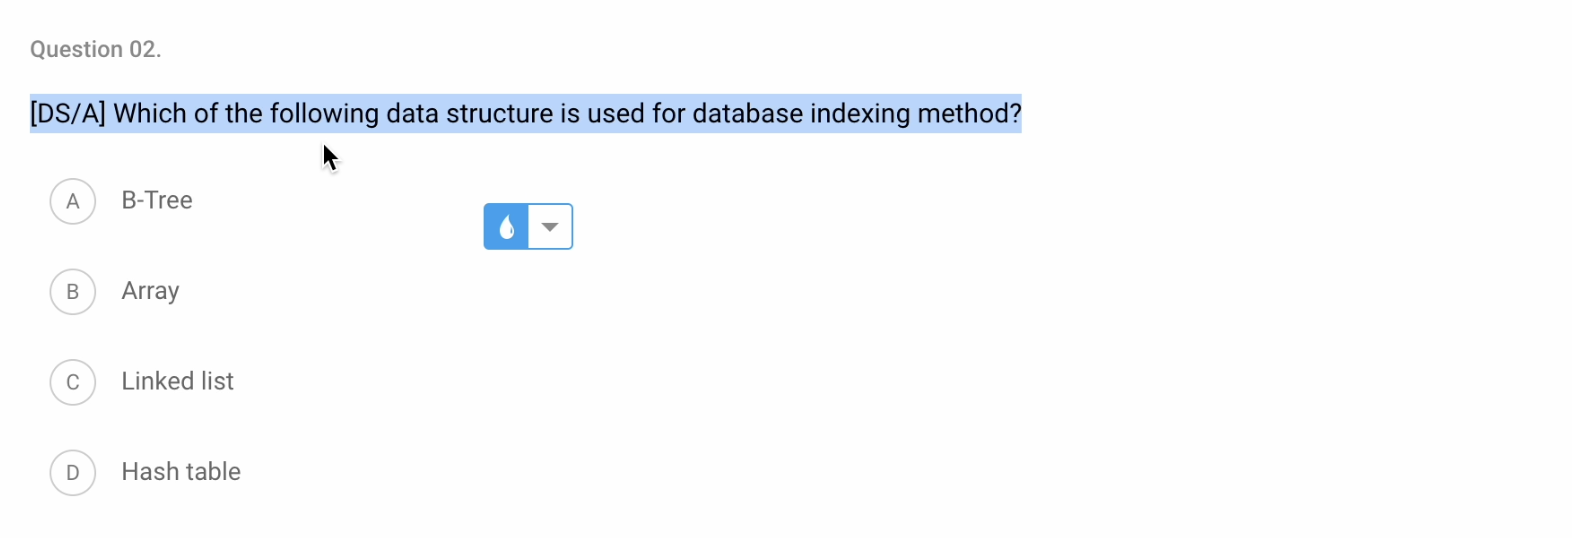 Question 02.
[DS/A] Which of the following data structure is used for database indexing method?
A B-Tree
B Array
C Linked list
D Hash table